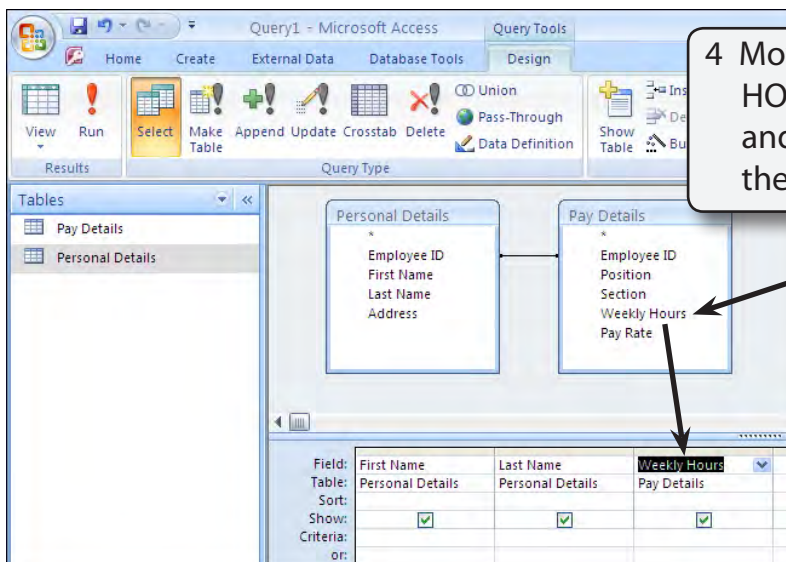 Query1 - Microsoft Access
Query Tools
Home
Create
External Data
Database Tools
Design
View
Run
Select
Make
Table
Append
Update
Crosstab
Delete
Union
Pass-Through
Data Definition
Show
Table
Results
Query Type
4
the
Tables
Pay Details
Personal Details
Personal Details
*
Employee ID
First Name
Last Name
Address
Pay Details
*
Employee ID
Position
Section
Weekly Hours
Pay Rate
Field: First Name Last Name Weekly Hours
Table: Personal Details Personal Details Pay Details
Sort:
Show:
Criteria:
or: